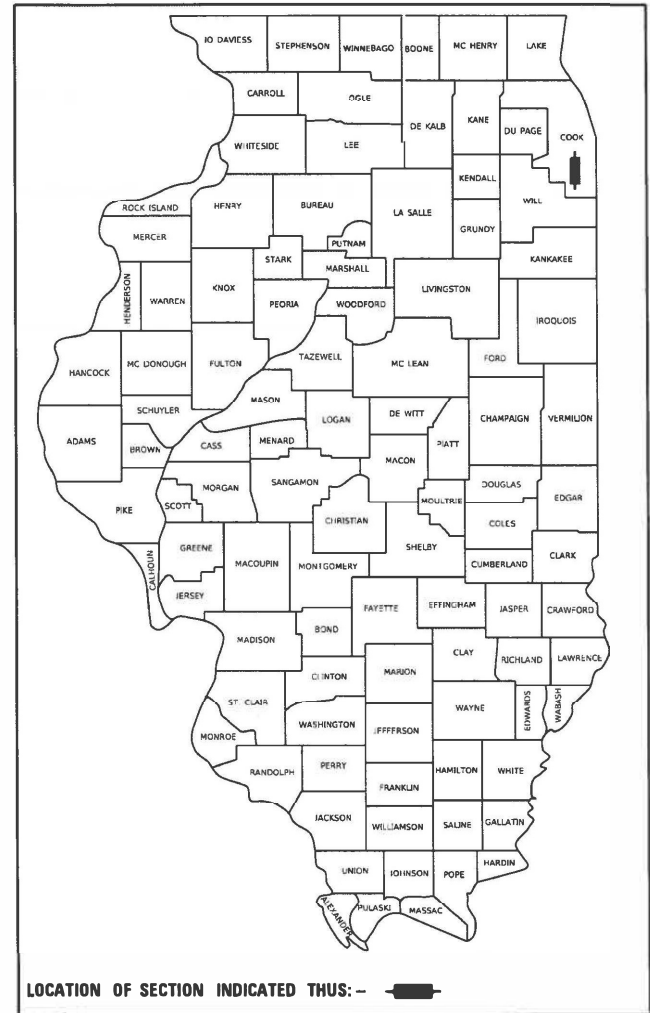 JO DAVIESS
STEPHENSON
WINNEBAGO
BOONE
MC HENRY
LAKE
CARROLL
OGLE
DE KALB
KANE
DU PAGE
COOK
WHITESIDE
LEE
KENDALL
WILL
ROCK ISLAND
HENRY
BUREAU
LA SALLE
GRUNDY
MERCER
PUTNAM
KANKAKEE
STARK
MARSHALL
HENDERSON
WARREN
KNOX
PEORIA
WOODFORD
LIVINGSTON
IROQUOIS
HANCOCK
MC DONOUGH
FULTON
TAZEWELL
MC LEAN
FORD
SCHUYLER
MASON
LOGAN
DE WITT
CHAMPAIGN
VERMILION
ADAMS
BROWN
CASS
MENARD
PIATT
MACON
PIKE
SCOTT
MORGAN
SANGAMON
MOULTRIE
DOUGLAS
EDGAR
CHRISTIAN
COLES
CALHOUN
GREENE
MACOUPIN
MONTGOMERY
SHELBY
CUMBERLAND
CLARK
JERSEY
FAYETTE
EFFINGHAM
JASPER
CRAWFORD
MADISON
BOND
CLAY
RICHLAND
LAWRENCE
CLINTON
MARION
ST. CLAIR
WAYNE
EDWARDS
WABASH
WASHINGTON
JEFFERSON
MONROE
RANDOLPH
PERRY
HAMILTON
WHITE
FRANKLIN
JACKSON
WILLIAMSON
SALINE
GALLATIN
HARDIN
UNION
JOHNSON
POPE
ALEXANDER
PULASKI
MASSAC
LOCATION OF SECTION INDICATED THUS:-